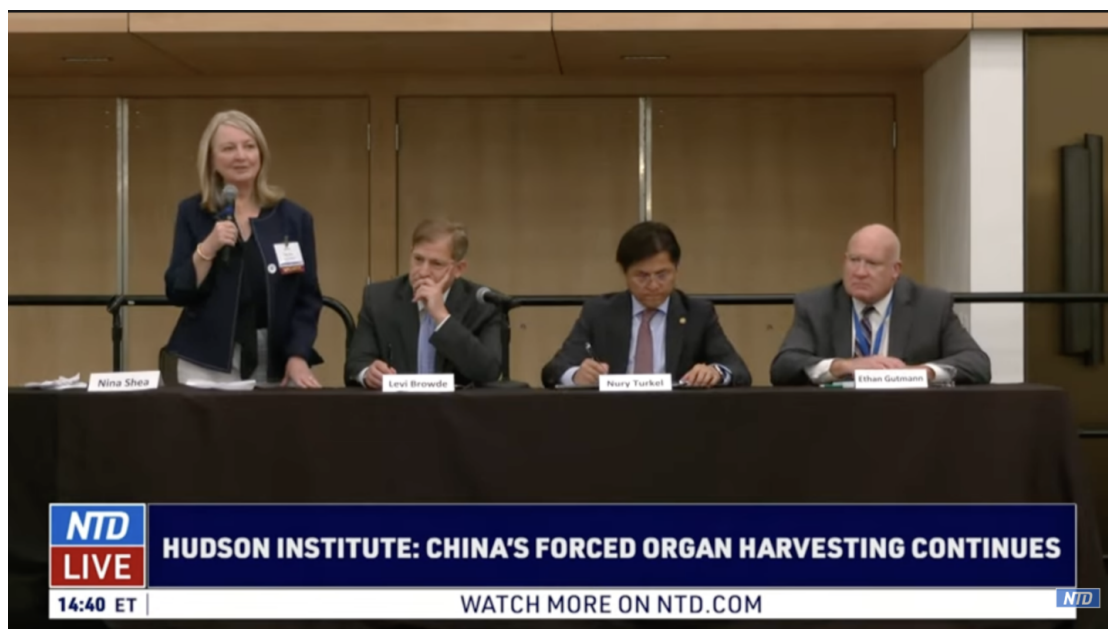 Nina Shea
Levi Browde
Nury Turkel
Ethan Gutmann
NTD
LIVE
HUDSON INSTITUTE: CHINA'S FORCED ORGAN HARVESTING CONTINUES
14:40 ET
WATCH MORE ON NTD.COM
NTD